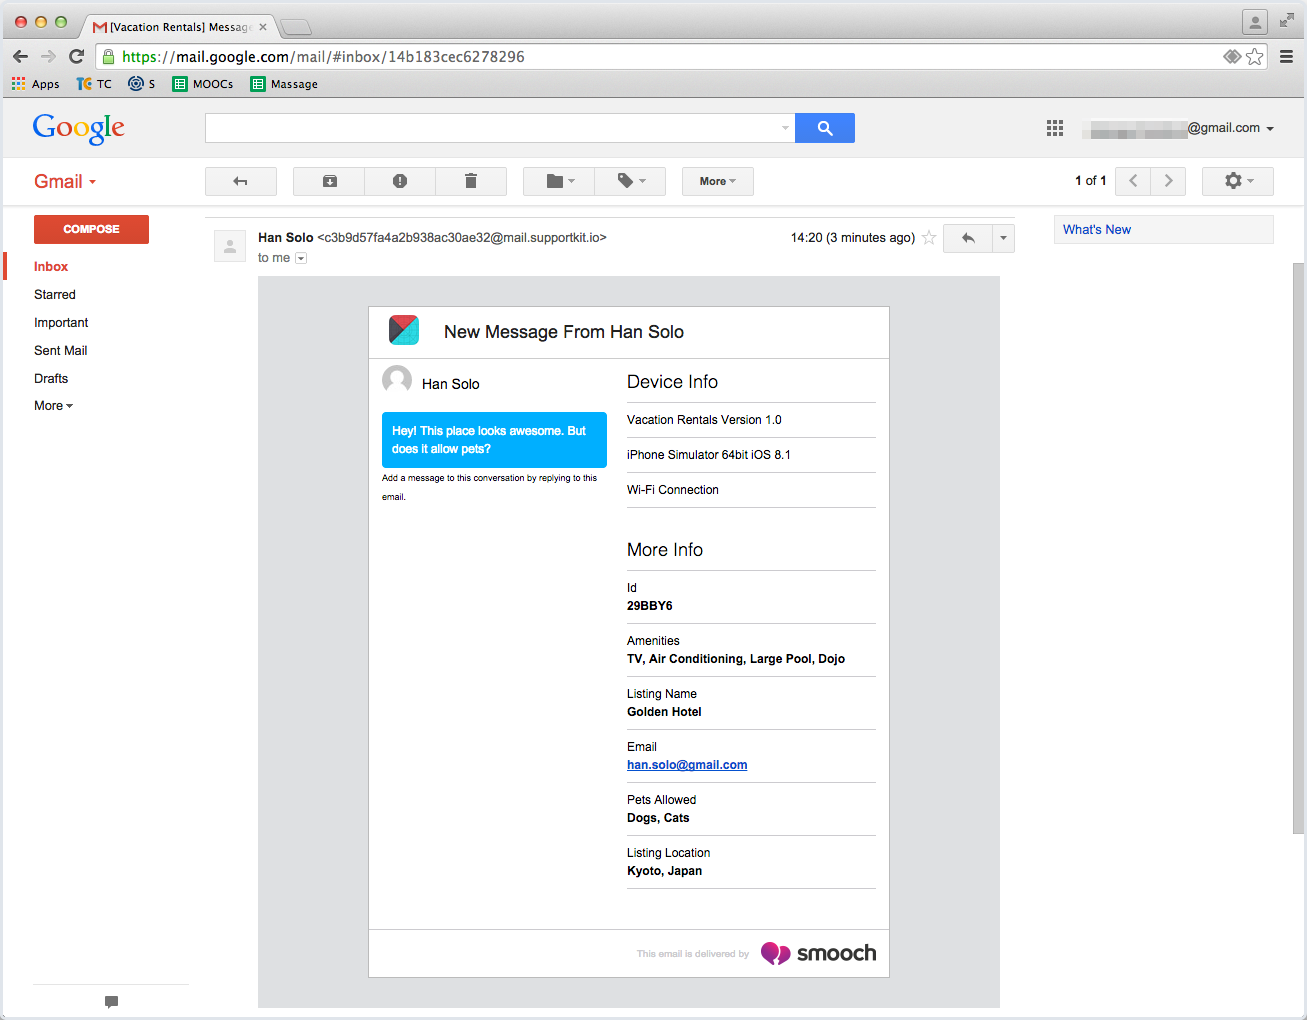 [Vacation Rentals] Message
https://mail.google.com/mail/#inbox/14b183cec6278296
Apps TC S MOOCs Massage
Google
@gmail.com
Gmail
More
1 of 1
COMPOSE
Inbox
Starred
Important
Sent Mail
Drafts
More
Han Solo <c3b9d57fa4a2b938ac30ae32@mail.supportkit.io>
14:20 (3 minutes ago)
to me
What's New
New Message From Han Solo
Han Solo
Hey! This place looks awesome. But
does it allow pets?
Add a message to this conversation by replying to this
email.
Device Info
Vacation Rentals Version 1.0
iPhone Simulator 64bit iOS 8.1
Wi-Fi Connection
More Info
Id
29BBY6
Amenities
TV, Air Conditioning, Large Pool, Dojo
Listing Name
Golden Hotel
Email
han.solo@gmail.com
Pets Allowed
Dogs, Cats
Listing Location
Kyoto, Japan
This email is delivered by smooch